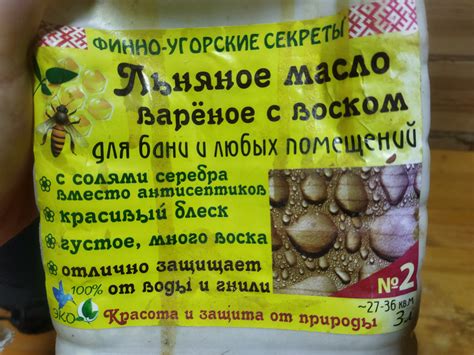 ФИННО-УГОРСКИЕ СЕКРЕТЫ
Льняное масло
варёное с воском
для бани и любых помещений
с солями серебра
вместо антисептиков
красивый блеск
густое, много воска
отлично защищает
100% от воды и гнили
№2
~27-36 кв.м
эко
Красота и защита от природы
3л